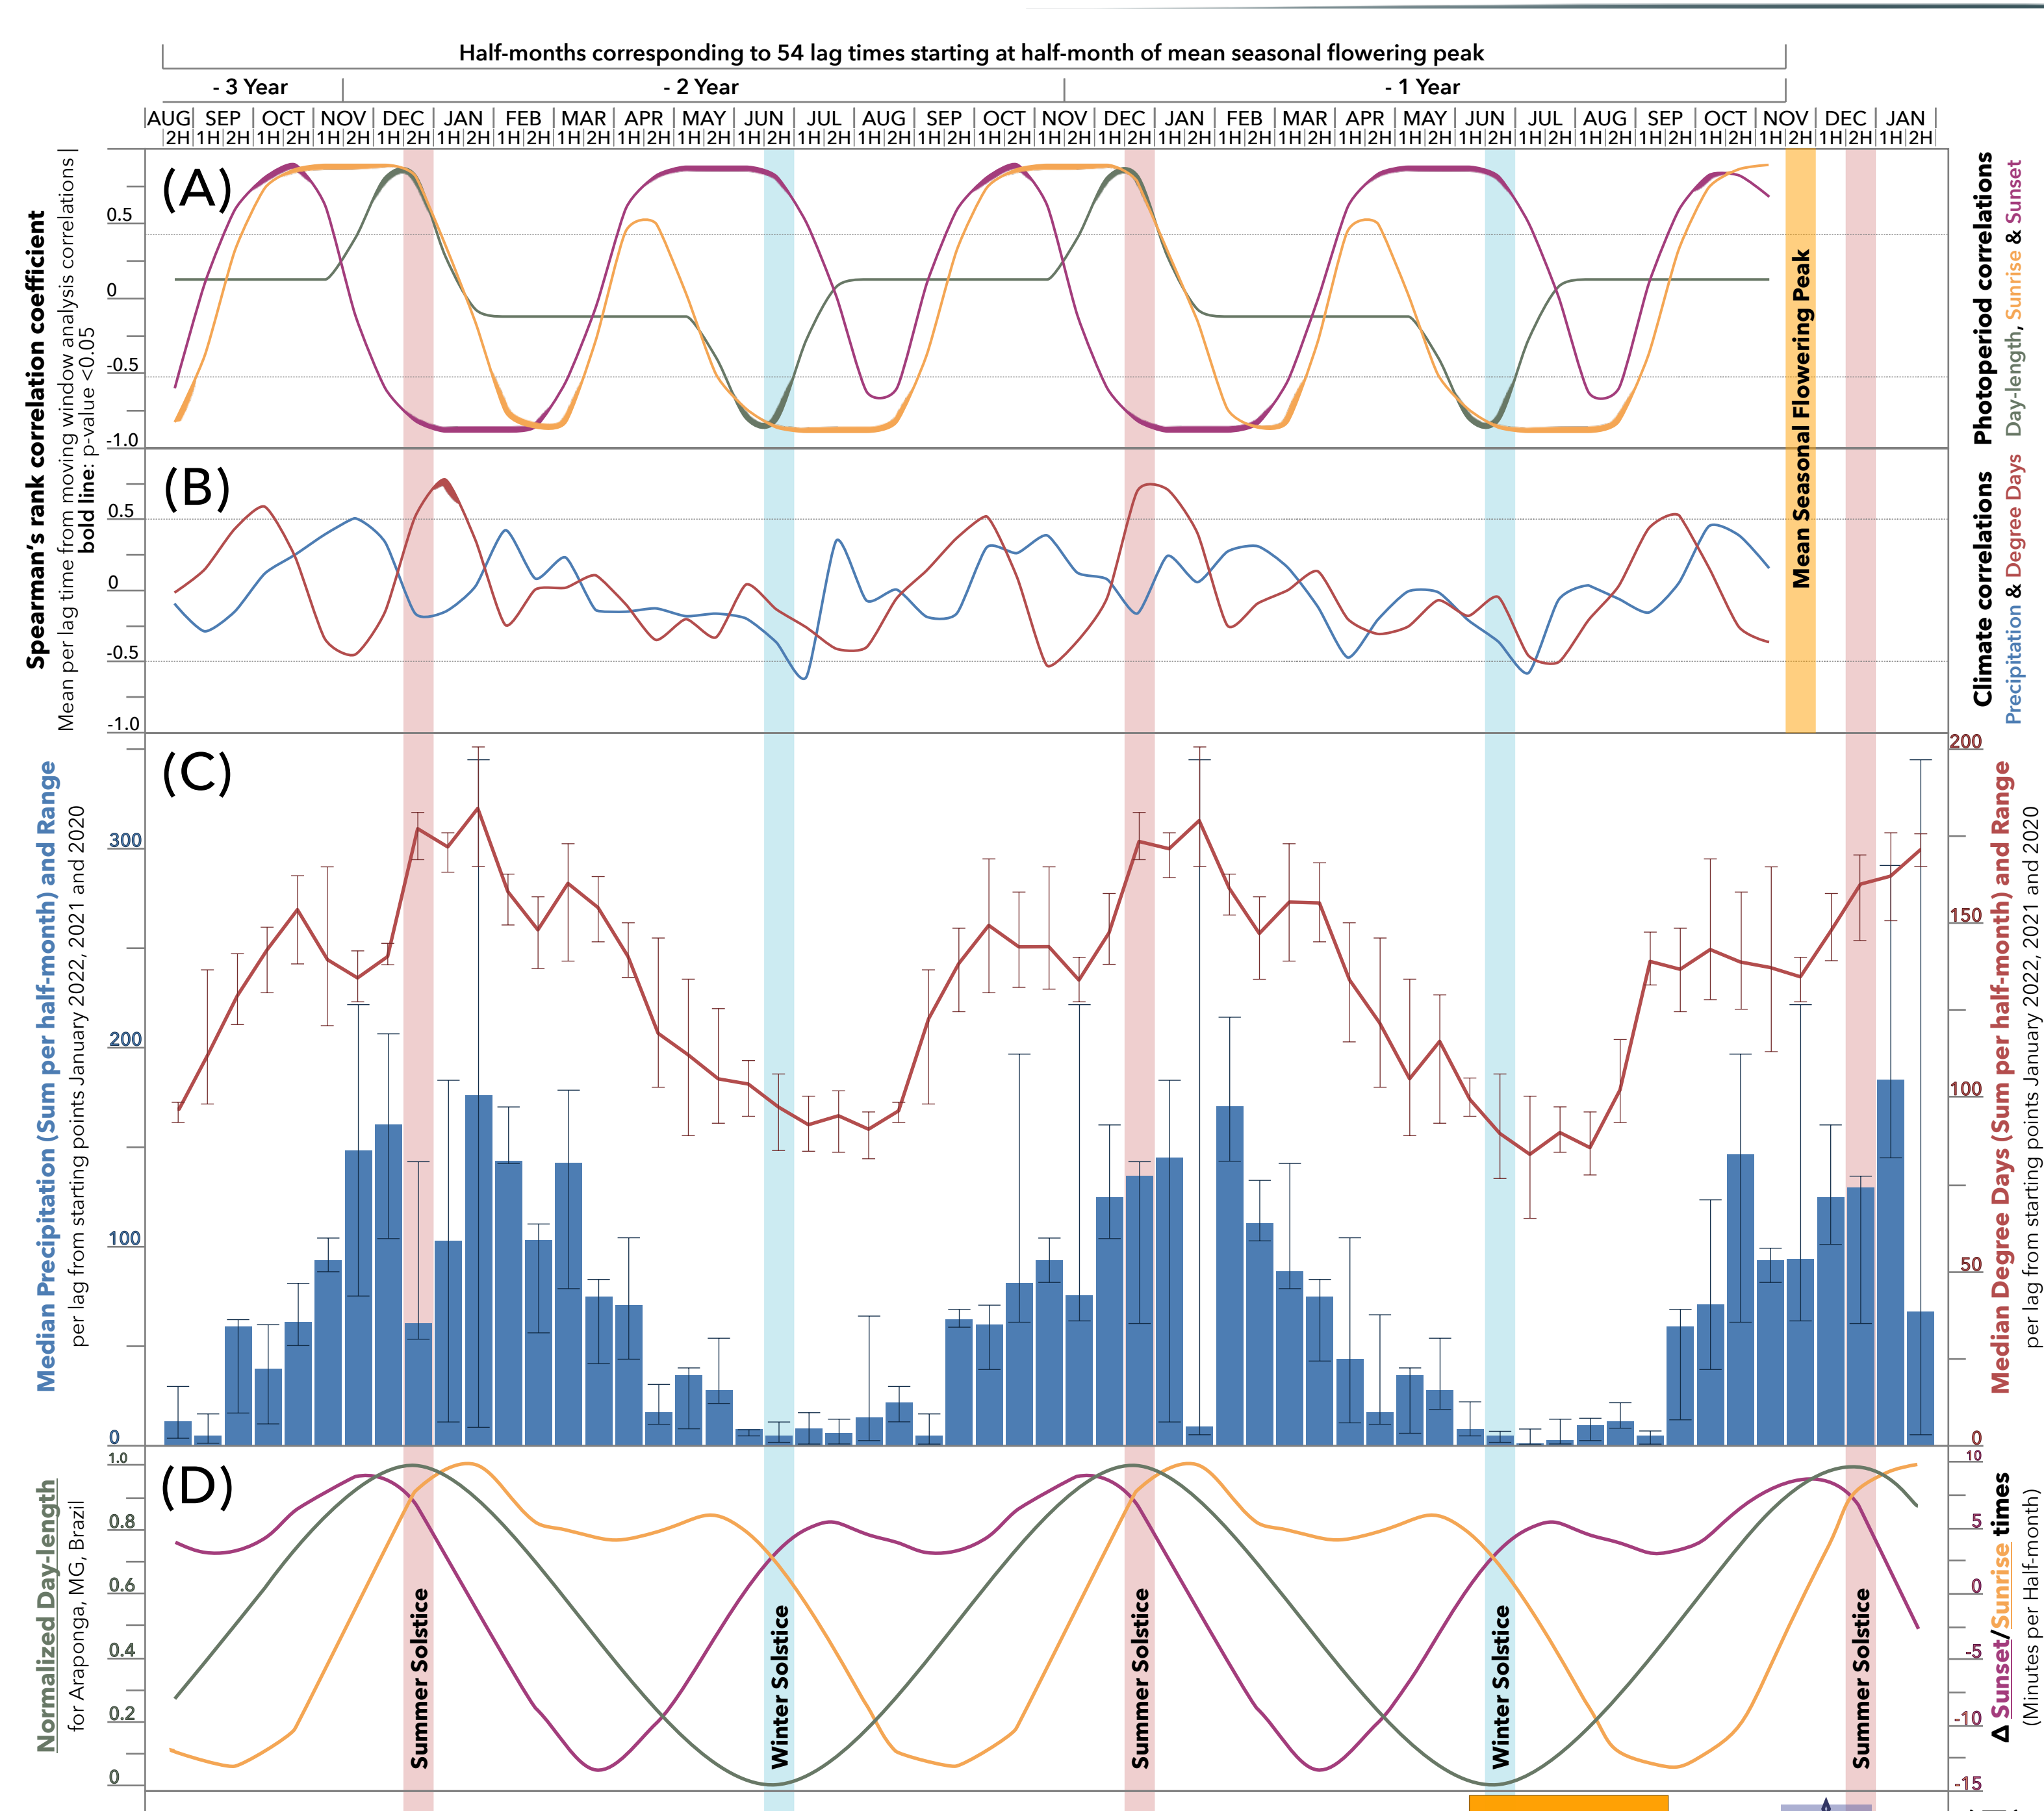 Half-months corresponding to 54 lag times starting at half-month of mean seasonal flowering peak
- 3 Year - 2 Year - 1 Year
AUG SEP OCT NOV DEC JAN FEB MAR APR MAY JUN JUL AUG SEP OCT NOV DEC JAN FEB MAR APR MAY JUN JUL AUG SEP OCT NOV DEC JAN
2H 1H 2H 1H 2H 1H 2H 1H 2H 1H 2H 1H 2H 1H 2H 1H 2H 1H 2H 1H 2H 1H 2H 1H 2H 1H 2H 1H 2H 1H 2H 1H 2H 1H 2H 1H 2H 1H 2H 1H 2H 1H 2H 1H 2H 1H 2H 1H 2H 1H 2H 1H 2H 1H 2H 1H 2H 1H 2H
Spearman's rank correlation coefficient
Mean per lag time from moving window analysis correlations |
bold line: p-value <0.05
(A)
0.5
0
-0.5
-1.0
Photoperiod correlations
Day-length, Sunrise & Sunset
Mean Seasonal Flowering Peak
(B)
0.5
0
-0.5
-1.0
Climate correlations
Precipitation & Degree Days
Median Precipitation (Sum per half-month) and Range
per lag from starting points January 2022, 2021 and 2020
(C)
300
200
100
0
200
150
100
50
0
Median Degree Days (Sum per half-month) and Range
per lag from starting points January 2022, 2021 and 2020
Normalized Day-length
for Araponga, MG, Brazil
(D)
1.0
0.8
0.6
0.4
0.2
0
Summer Solstice
Winter Solstice
Summer Solstice
Winter Solstice
Summer Solstice
10
5
0
-5
-10
-15
Δ Sunset/Sunrise times
(Minutes per Half-month)